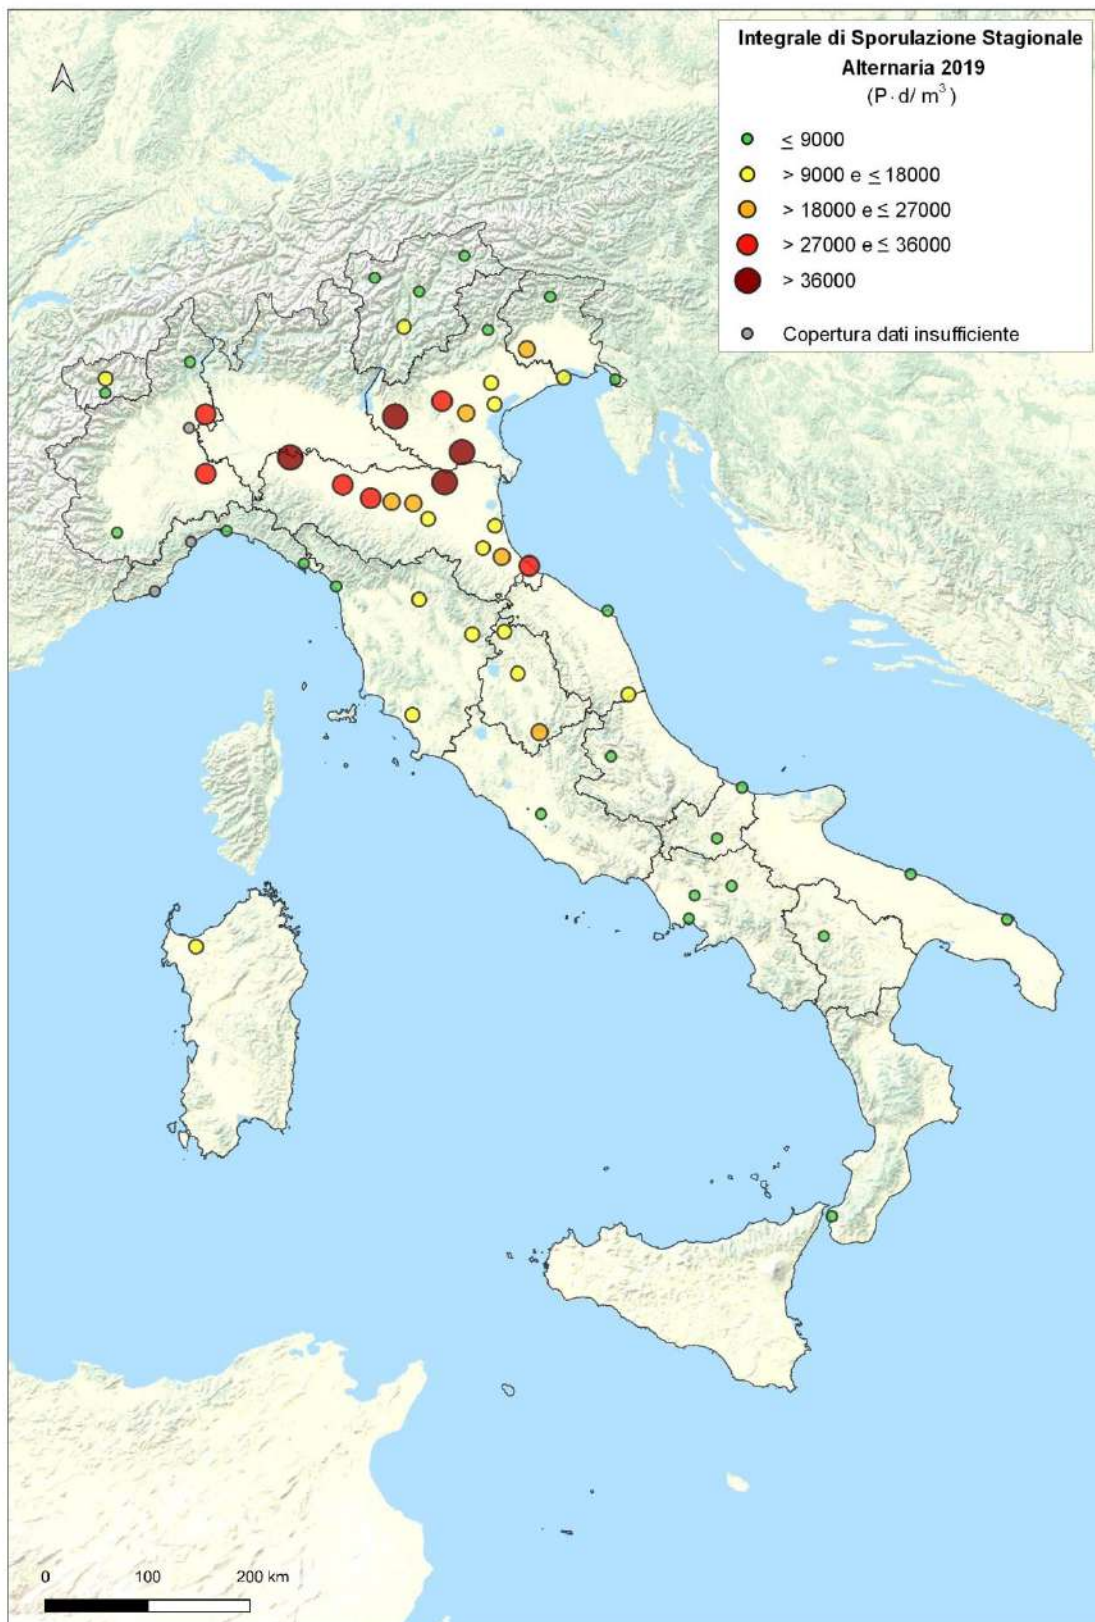 Integrale di Sporulazione Stagionale
Alternaria 2019
(P·d/ m³)
≤ 9000
> 9000 e ≤ 18000
> 18000 e ≤ 27000
> 27000 e ≤ 36000
> 36000
Copertura dati insufficiente
0 100 200 km